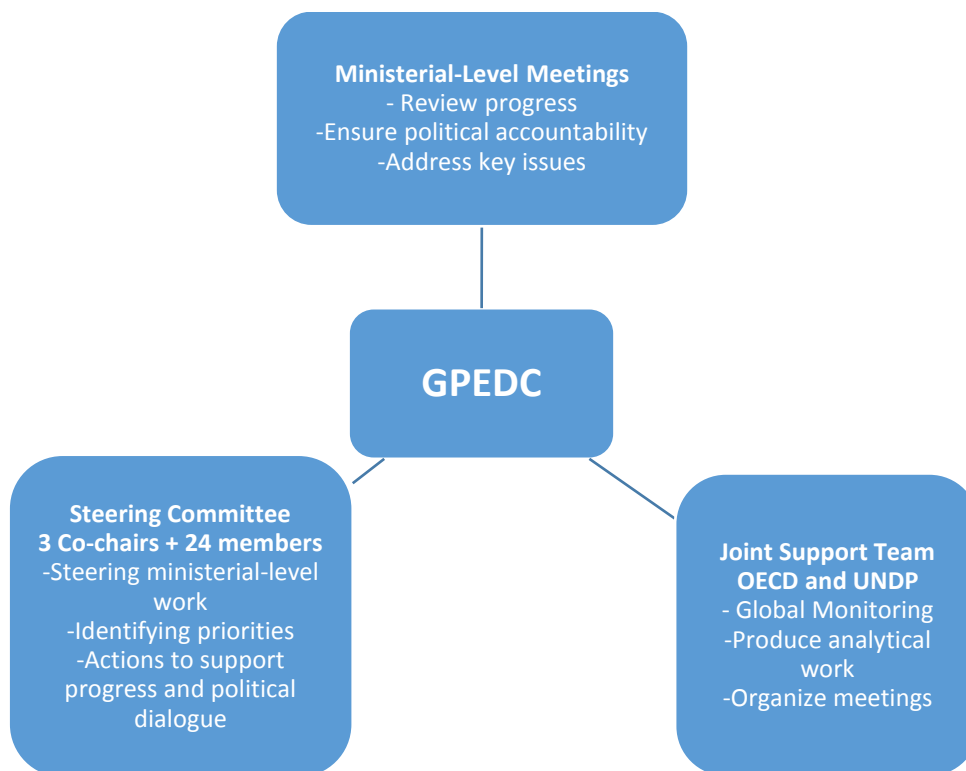 Ministerial-Level Meetings
- Review progress
-Ensure political accountability
-Address key issues
GPEDC
Steering Committee
3 Co-chairs + 24 members
-Steering ministerial-level
work
-Identifying priorities
-Actions to support
progress and political
dialogue
Joint Support Team
OECD and UNDP
- Global Monitoring
-Produce analytical
work
-Organize meetings